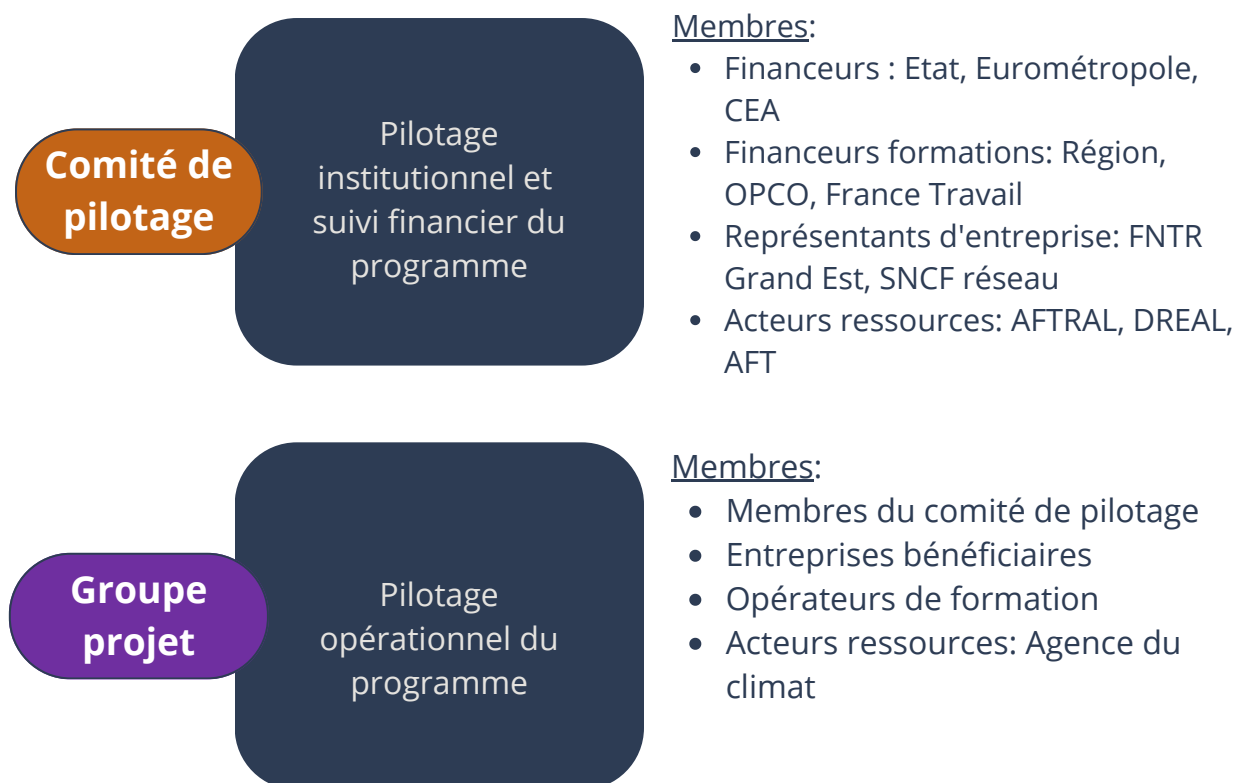 Comité de
pilotage
Pilotage
institutionnel et
suivi financier du
programme
Membres:
• Financeurs : Etat, Eurométropole,
CEA
• Financeurs formations: Région,
OPCO, France Travail
• Représentants d'entreprise: FNTR
Grand Est, SNCF réseau
• Acteurs ressources: AFTRAL, DREAL,
AFT
Groupe
projet
Pilotage
opérationnel du
programme
Membres:
• Membres du comité de pilotage
• Entreprises bénéficiaires
• Opérateurs de formation
• Acteurs ressources: Agence du
climat